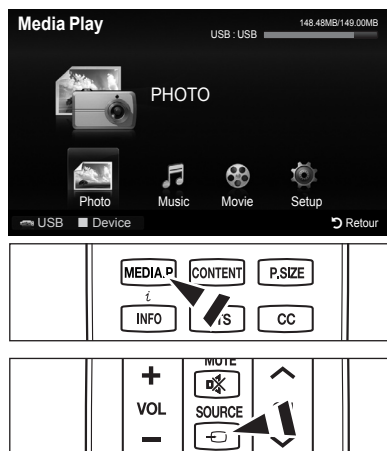 Media Play
148.48MB/149.00MB
USB : USB
PHOTO
Photo Music Movie Setup
USB Device Retour
MEDIA.P CONTENT P.SIZE
i
INFO CC
MUTE
VOL SOURCE